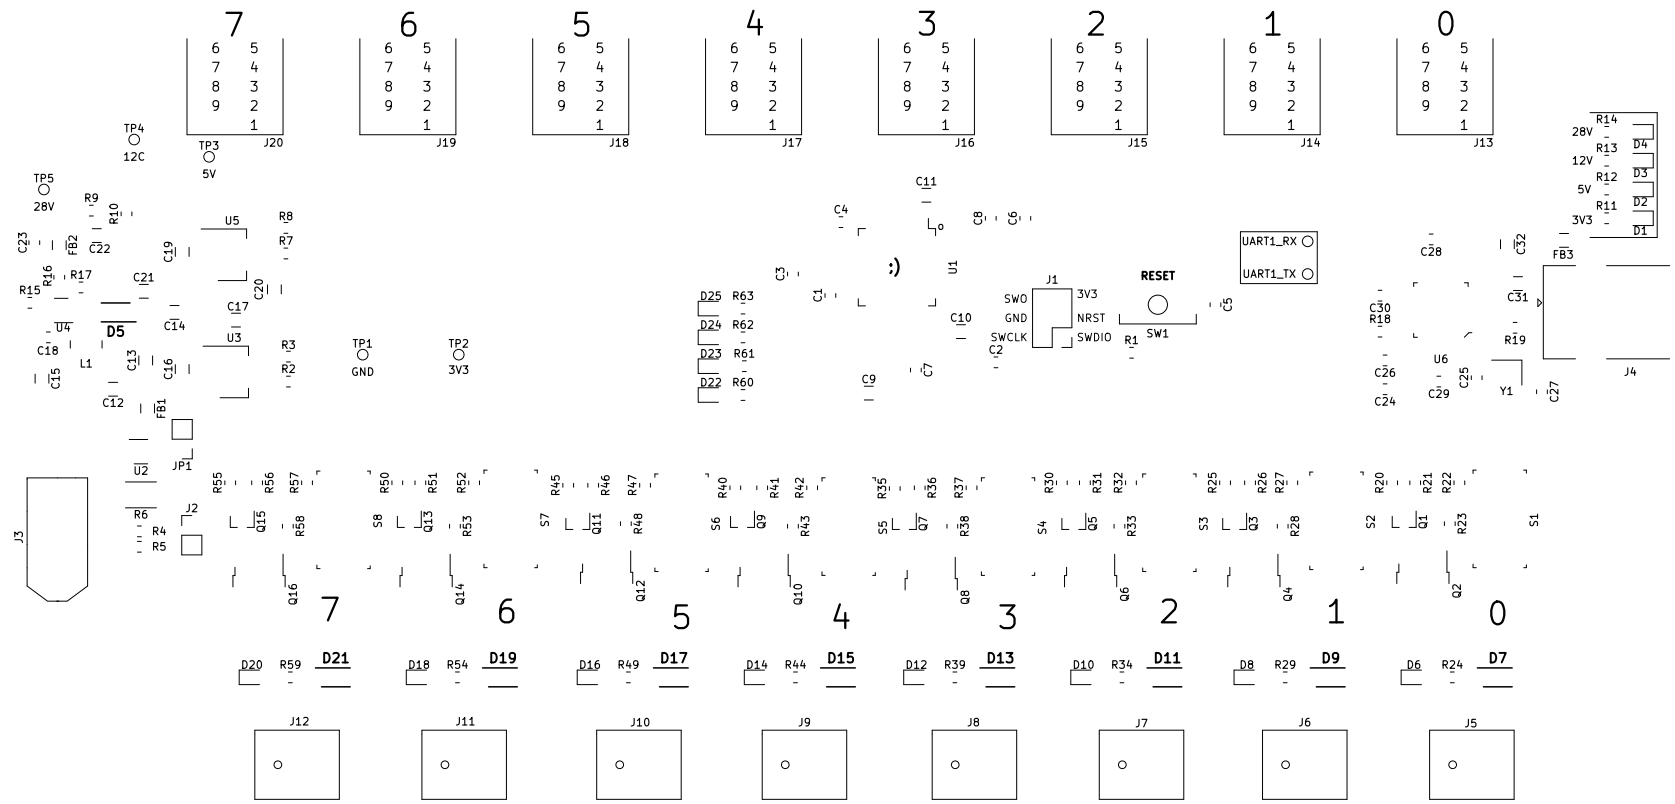 7 6 5 4 3 2 1 0
6 5 6 5 6 5 6 5 6 5 6 5 6 5 6 5
7 4 7 4 7 4 7 4 7 4 7 4 7 4 7 4
8 3 8 3 8 3 8 3 8 3 8 3 8 3 8 3
9 2 9 2 9 2 9 2 9 2 9 2 9 2 9 2
1 1 1 1 1 1 1 1
J20 J19 J18 J17 J16 J15 J14 J13
TP4
12C
TP3
5V
TP5
28V
R14
28V
D4
R13
12V
D3
R12
5V
D2
R11
3V3
D1
R9
R10
C23
FB2
C22
C19
U5
R8
R7
R16
R17
C21
C20
R15
U4
D5
C14
C17
C18
L1
C13
C16
U3
R3
R2
C15
C12
FB1
JP1
U2
TP1
GND
TP2
3V3
C11
C4
C8
C6
o
:)
U1
C3
C1
D25 R63
D24 R62
D23 R61
D22 R60
C10
C7
C9
C2
J1
SWO 3V3
GND NRST
SWCLK SWDIO
RESET
SW1
R1
C5
UART1_RX
UART1_TX
C28
C32
FB3
C31
C30
R18
R19
U6
C26
C25
C29
C24
Y1
C27
J4
J3
J2
R6
R4
R5
R55 R56 R57 R50 R51 R52 R45 R46 R47 R40 R41 R42 R35 R36 R37 R30 R31 R32 R25 R26 R27 R20 R21 R22
Q15 R58 S8 Q13 R53 S7 Q11 R48 S6 Q9 R43 S5 Q7 R38 S4 Q5 R33 S3 Q3 R28 S2 Q1 R23 S1
Q16 Q14 Q12 Q10 Q8 Q6 Q4 Q2
7 6 5 4 3 2 1 0
D20 R59 D21 D18 R54 D19 D16 R49 D17 D14 R44 D15 D12 R39 D13 D10 R34 D11 D8 R29 D9 D6 R24 D7
J12 J11 J10 J9 J8 J7 J6 J5